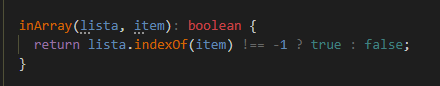 inArray(lista, item): boolean {
return lista.indexOf(item) !== -1 ? true : false;
}